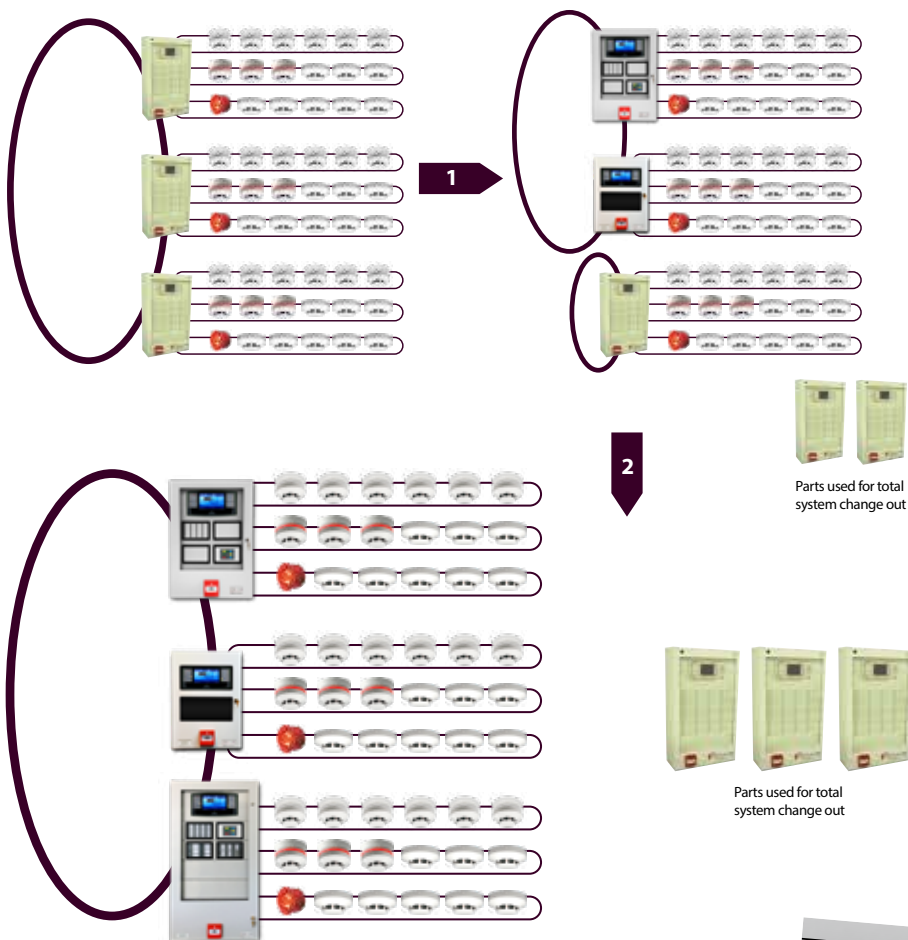 1
2
Parts used for total
system change out
Parts used for total
system change out